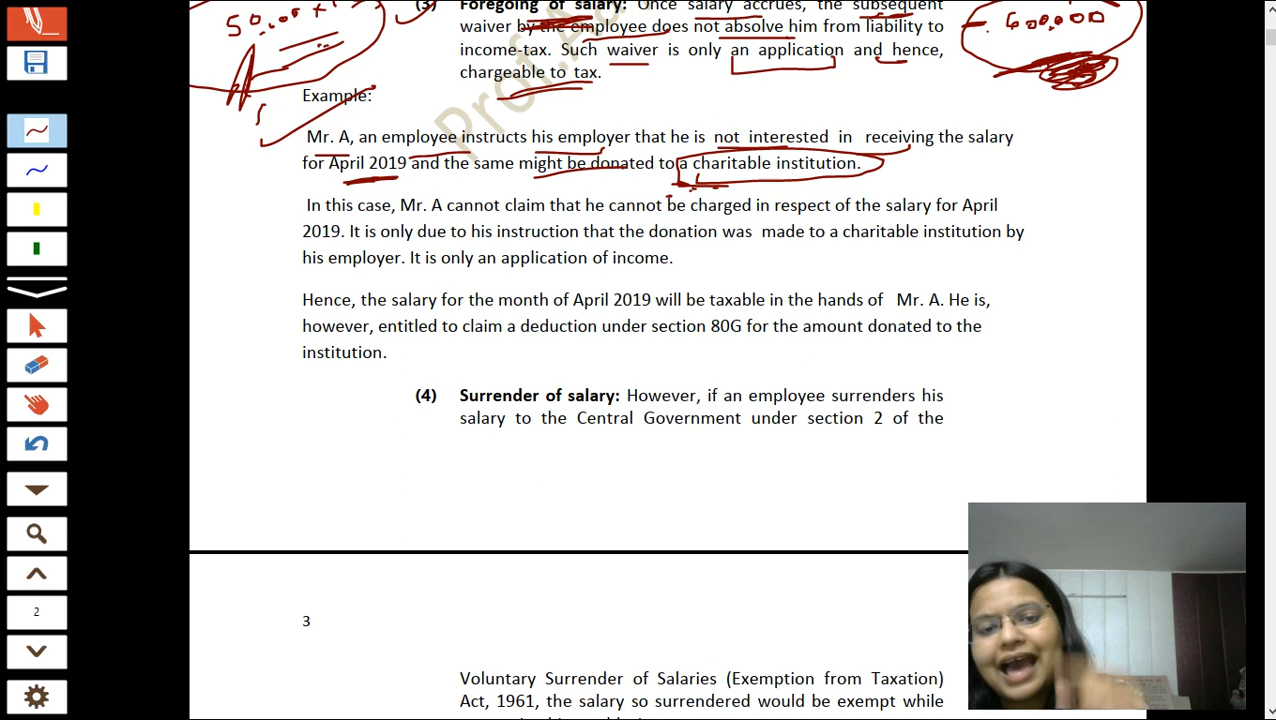 50,00 × 1
600,000
(3) Foregoing of salary: Once salary accrues, the subsequent
waiver by the employee does not absolve him from liability to
income-tax. Such waiver is only an application and hence,
chargeable to tax.
Example:
Mr. A, an employee instructs his employer that he is not interested in receiving the salary
for April 2019 and the same might be donated to a charitable institution.
In this case, Mr. A cannot claim that he cannot be charged in respect of the salary for April
2019. It is only due to his instruction that the donation was made to a charitable institution by
his employer. It is only an application of income.
Hence, the salary for the month of April 2019 will be taxable in the hands of Mr. A. He is,
however, entitled to claim a deduction under section 80G for the amount donated to the
institution.
(4) Surrender of salary: However, if an employee surrenders his
salary to the Central Government under section 2 of the
2
3
Voluntary Surrender of Salaries (Exemption from Taxation)
Act, 1961, the salary so surrendered would be exempt while